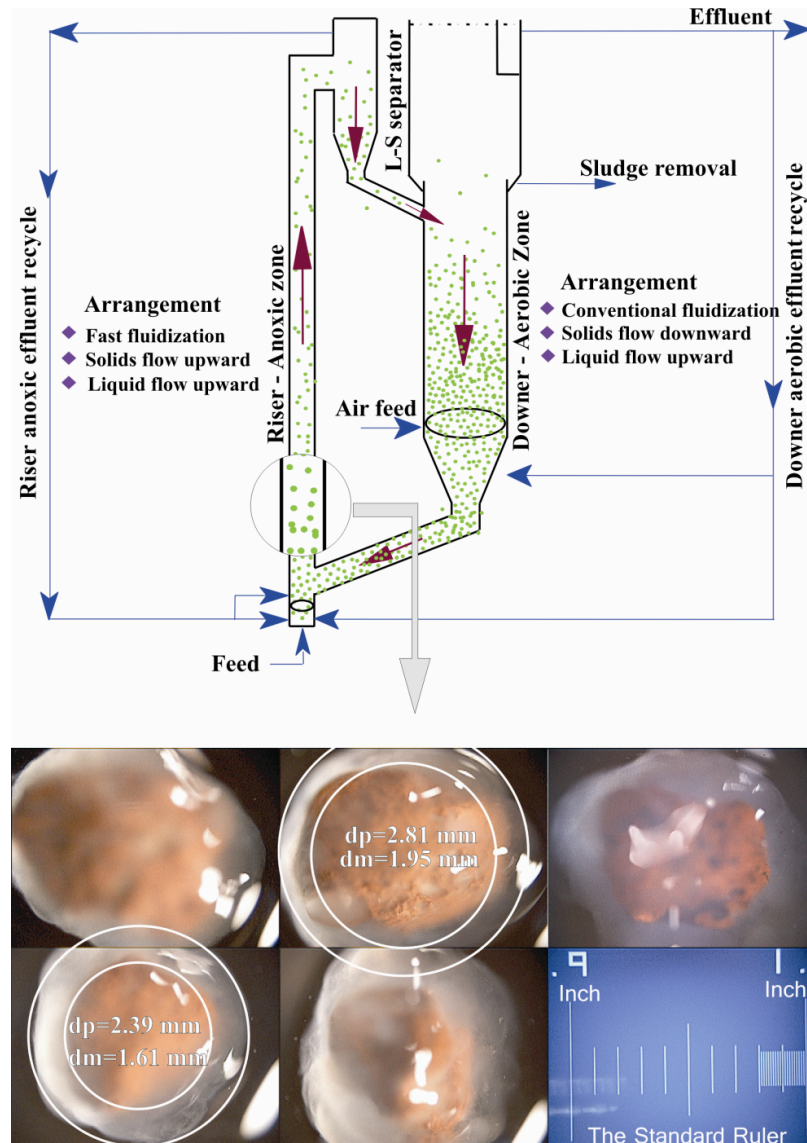 Effluent
L-S separator
Sludge removal
Riser anoxic effluent recycle
Riser - Anoxic zone
Downer - Aerobic Zone
Downer aerobic effluent recycle
Arrangement
Fast fluidization
Solids flow upward
Liquid flow upward
Arrangement
Conventional fluidization
Solids flow downward
Liquid flow upward
Air feed
Feed
dp=2.81 mm
dm=1.95 mm
dp=2.39 mm
dm=1.61 mm
.9
Inch
1.
Inch
The Standard Ruler